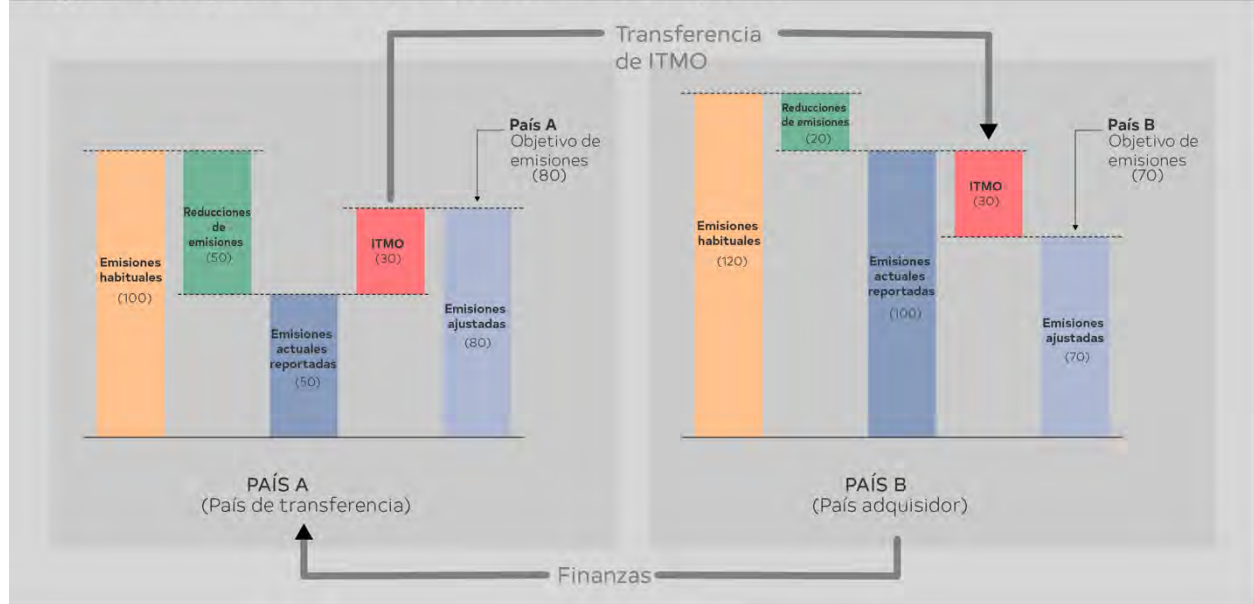 Transferencia
de ITMO
Emisiones
habituales
(100)
Reducciones
de
emisiones
(50)
Emisiones
actuales
reportadas
(50)
ITMO
(30)
Emisiones
ajustadas
(80)
País A
Objetivo de
emisiones
(80)
PAÍS A
(País de transferencia)
Emisiones
habituales
(120)
Reducciones
de emisiones
(20)
Emisiones
actuales
reportadas
(100)
ITMO
(30)
Emisiones
ajustadas
(70)
País B
Objetivo de
emisiones
(70)
PAÍS B
(País adquisidor)
Finanzas